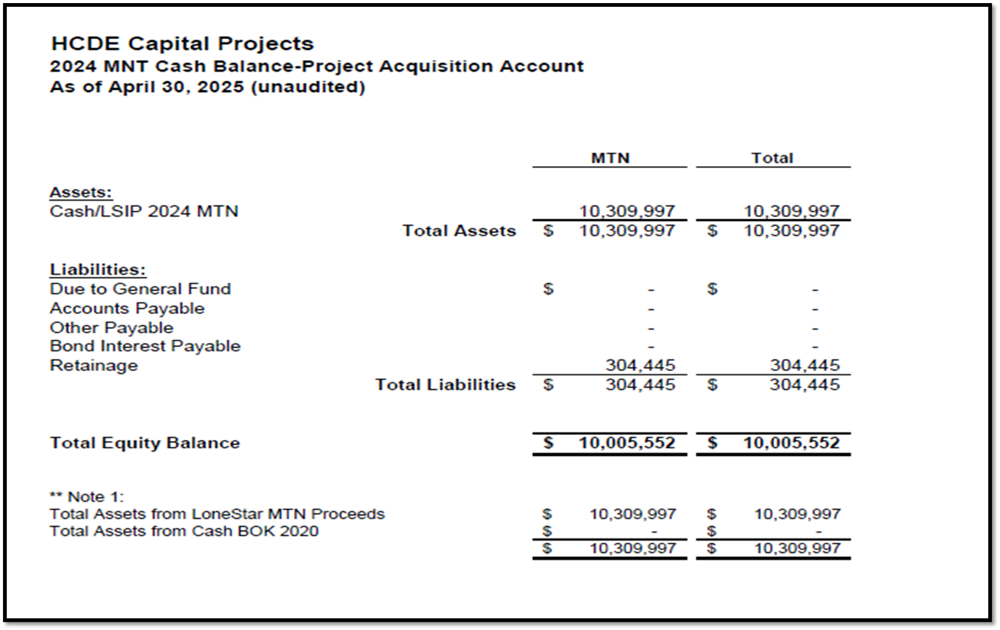 HCDE Capital Projects
2024 MNT Cash Balance-Project Acquisition Account
As of April 30, 2025 (unaudited)
MTN Total
Assets:
Cash/LSIP 2024 MTN 10,309,997 10,309,997
Total Assets $ 10,309,997 $ 10,309,997
Liabilities:
Due to General Fund $ - $ -
Accounts Payable - -
Other Payable - -
Bond Interest Payable - -
Retainage 304,445 304,445
Total Liabilities $ 304,445 $ 304,445
Total Equity Balance $ 10,005,552 $ 10,005,552
** Note 1:
Total Assets from LoneStar MTN Proceeds $ 10,309,997 $ 10,309,997
Total Assets from Cash BOK 2020 $ - $ -
$ 10,309,997 $ 10,309,997